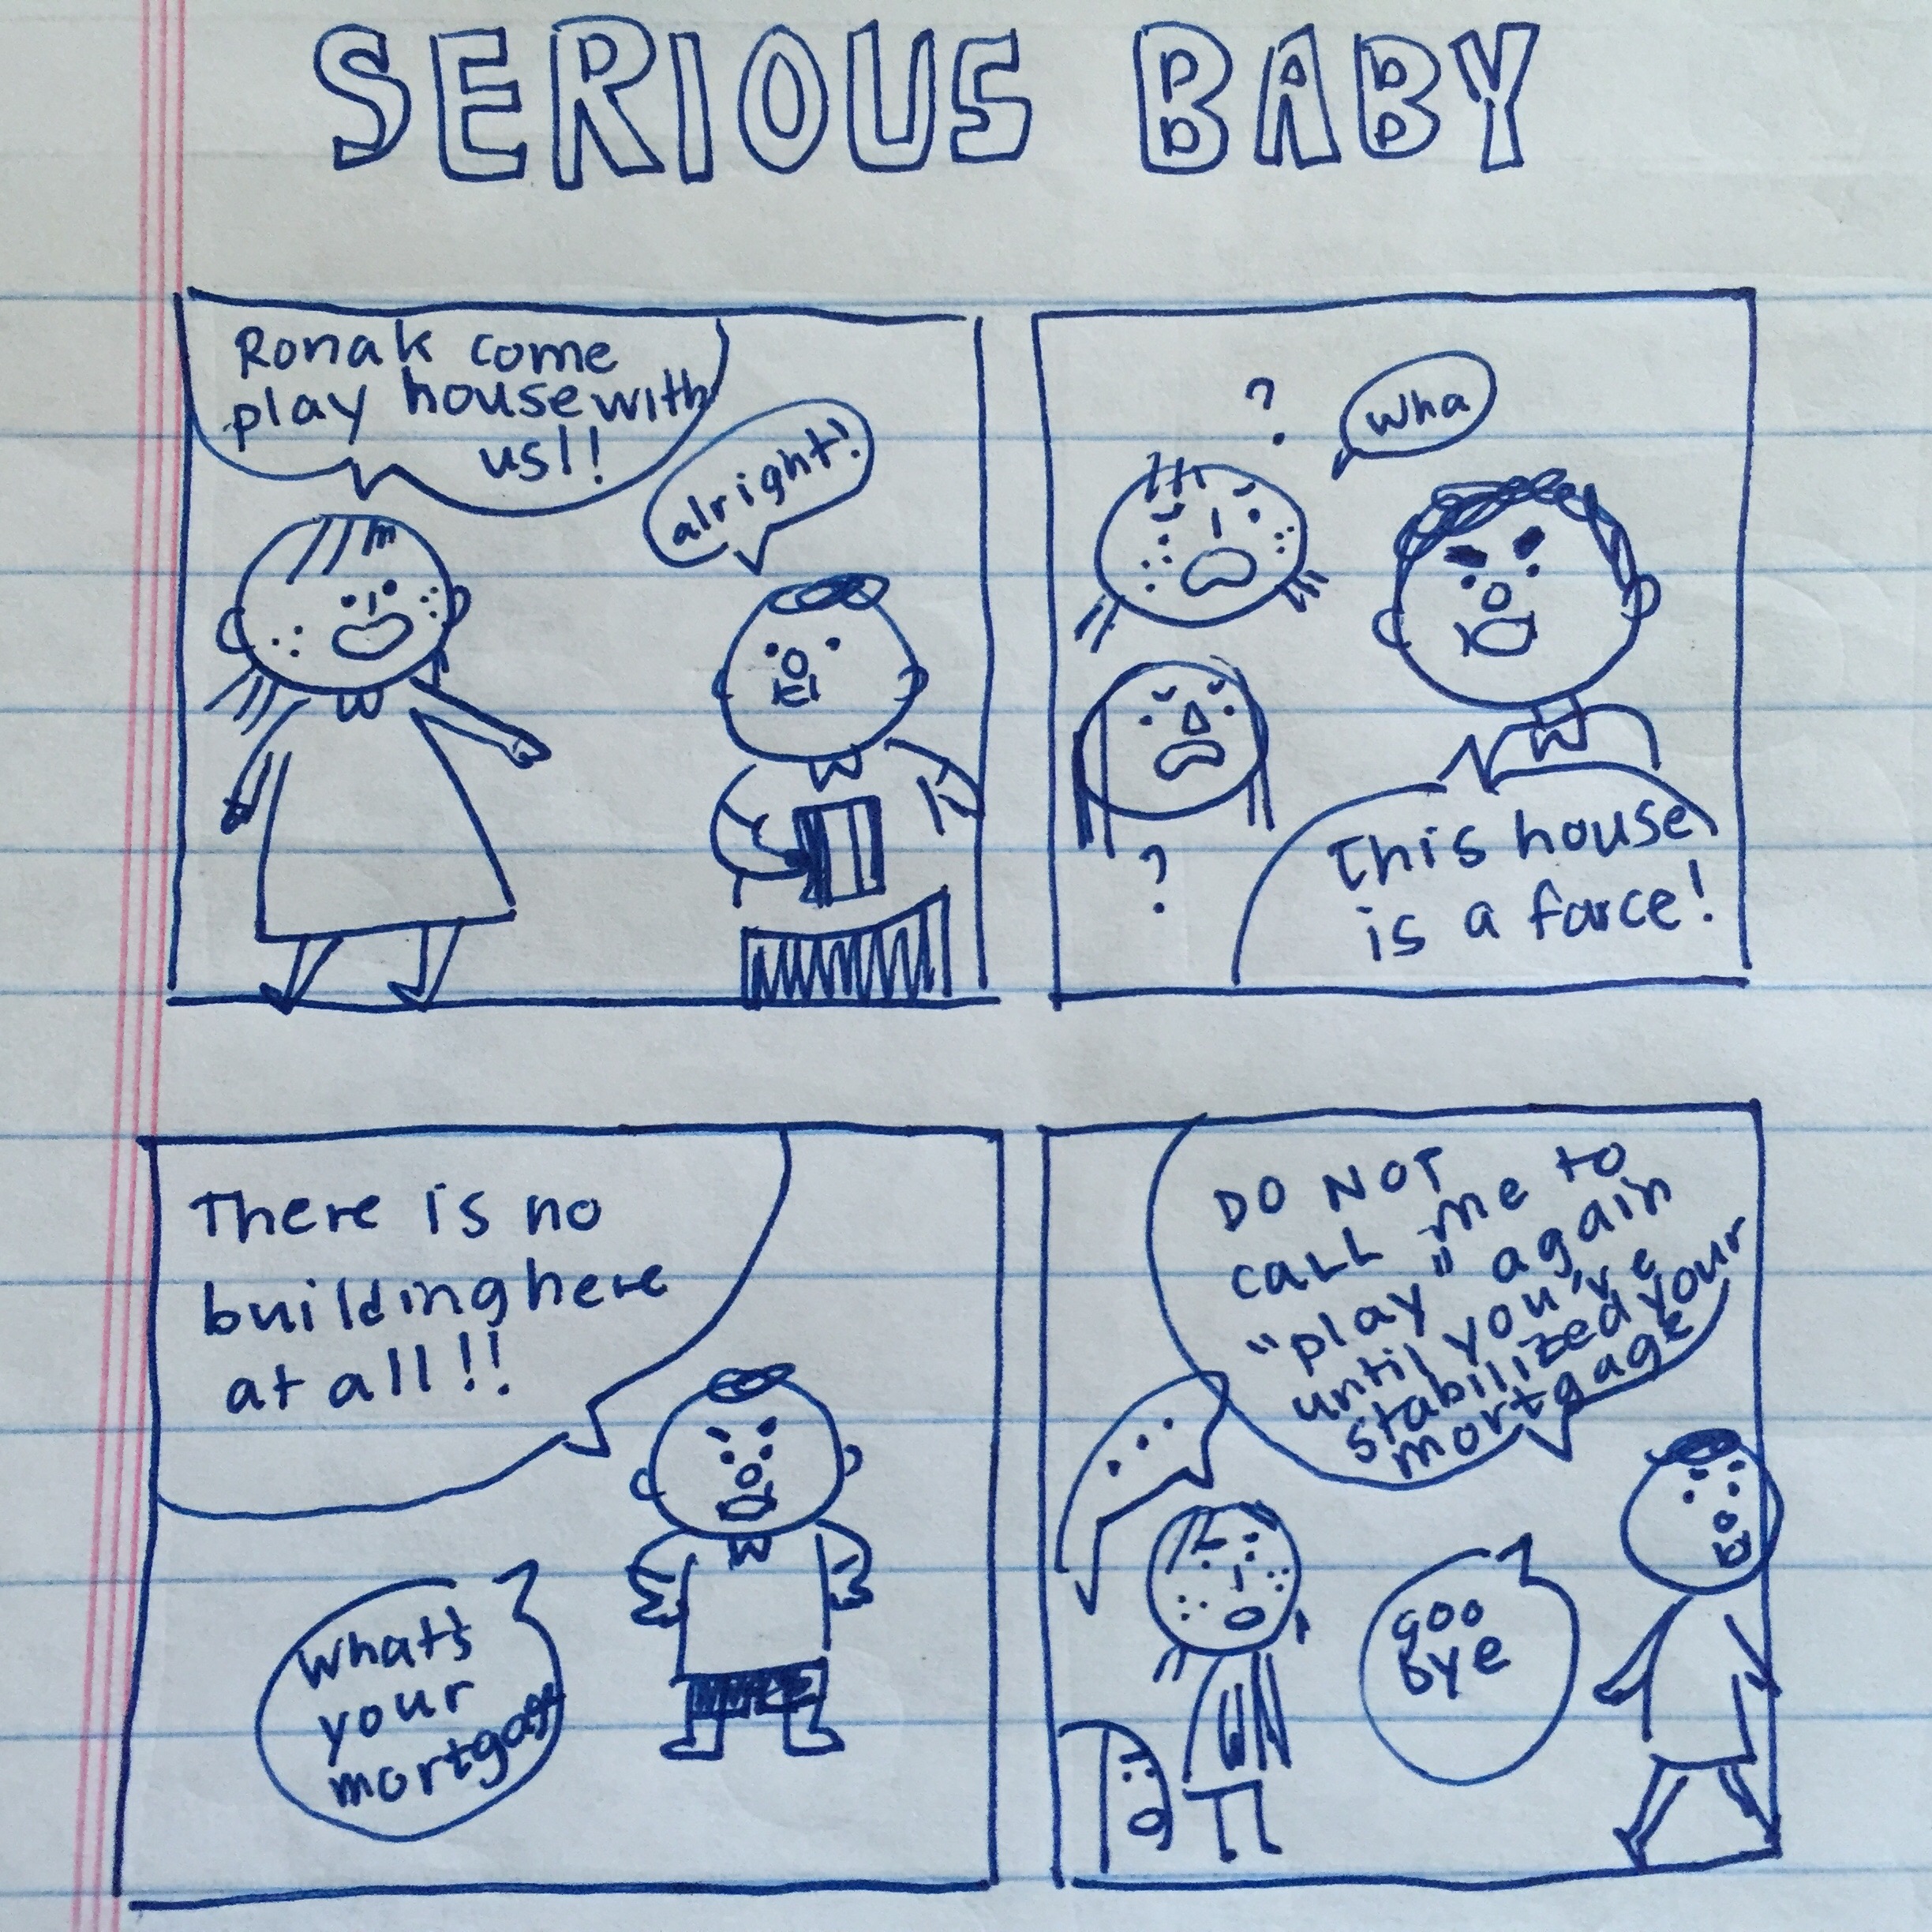 SERIOUS BABY
Ronak come
play house with
us!!
alright!
?
wha
?
This house
is a farce!
There is no
building here
at all!!
What's
your
mortgage
DO NOT
CALL me to
"play" again
until you've
stabilized your
mortgage
...
goo
bye